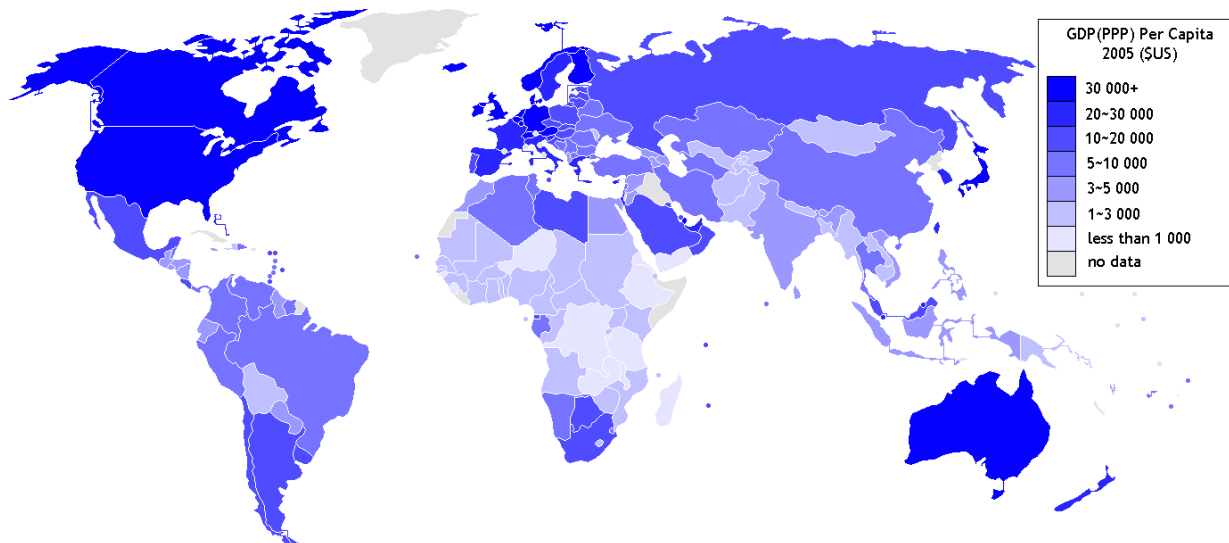 GDP(PPP) Per Capita
2005 ($US)
30 000+
20~30 000
10~20 000
5~10 000
3~5 000
1~3 000
less than 1 000
no data